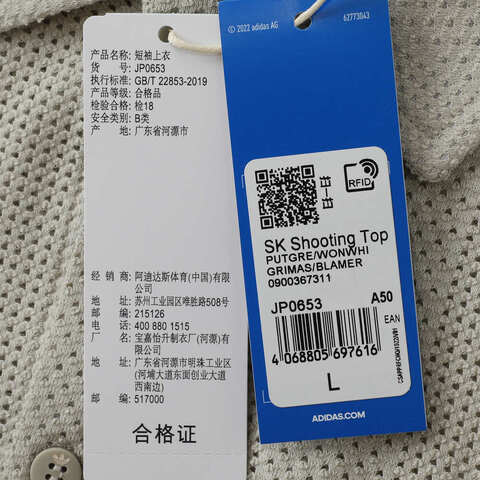 产品名称: 短袖上衣
货 号: JP0653
执行标准: GB/T 22853-2019
产品等级: 合格品
检验合格: 检18
安全类别: B类
产 地: 广东省河源市
经 销 商: 阿迪达斯体育(中国)有限
公司
地 址: 苏州工业园区唯胜路508号
邮 编: 215126
电 话: 400 880 1515
厂 名: 宝嘉怡升制衣厂(河源)有
限公司
地 址: 广东省河源市明珠工业区
(河埔大道东面创业大道
西南边)
邮 编: 517000
合格证
© 2022 adidas AG
62773043
RFID
SK Shooting Top
PUTGRE/WONWHI
GRIMAS/BLAMER
0900367311
JP0653
A50
EAN
4 068805 697616
L
ADIDAS.COM